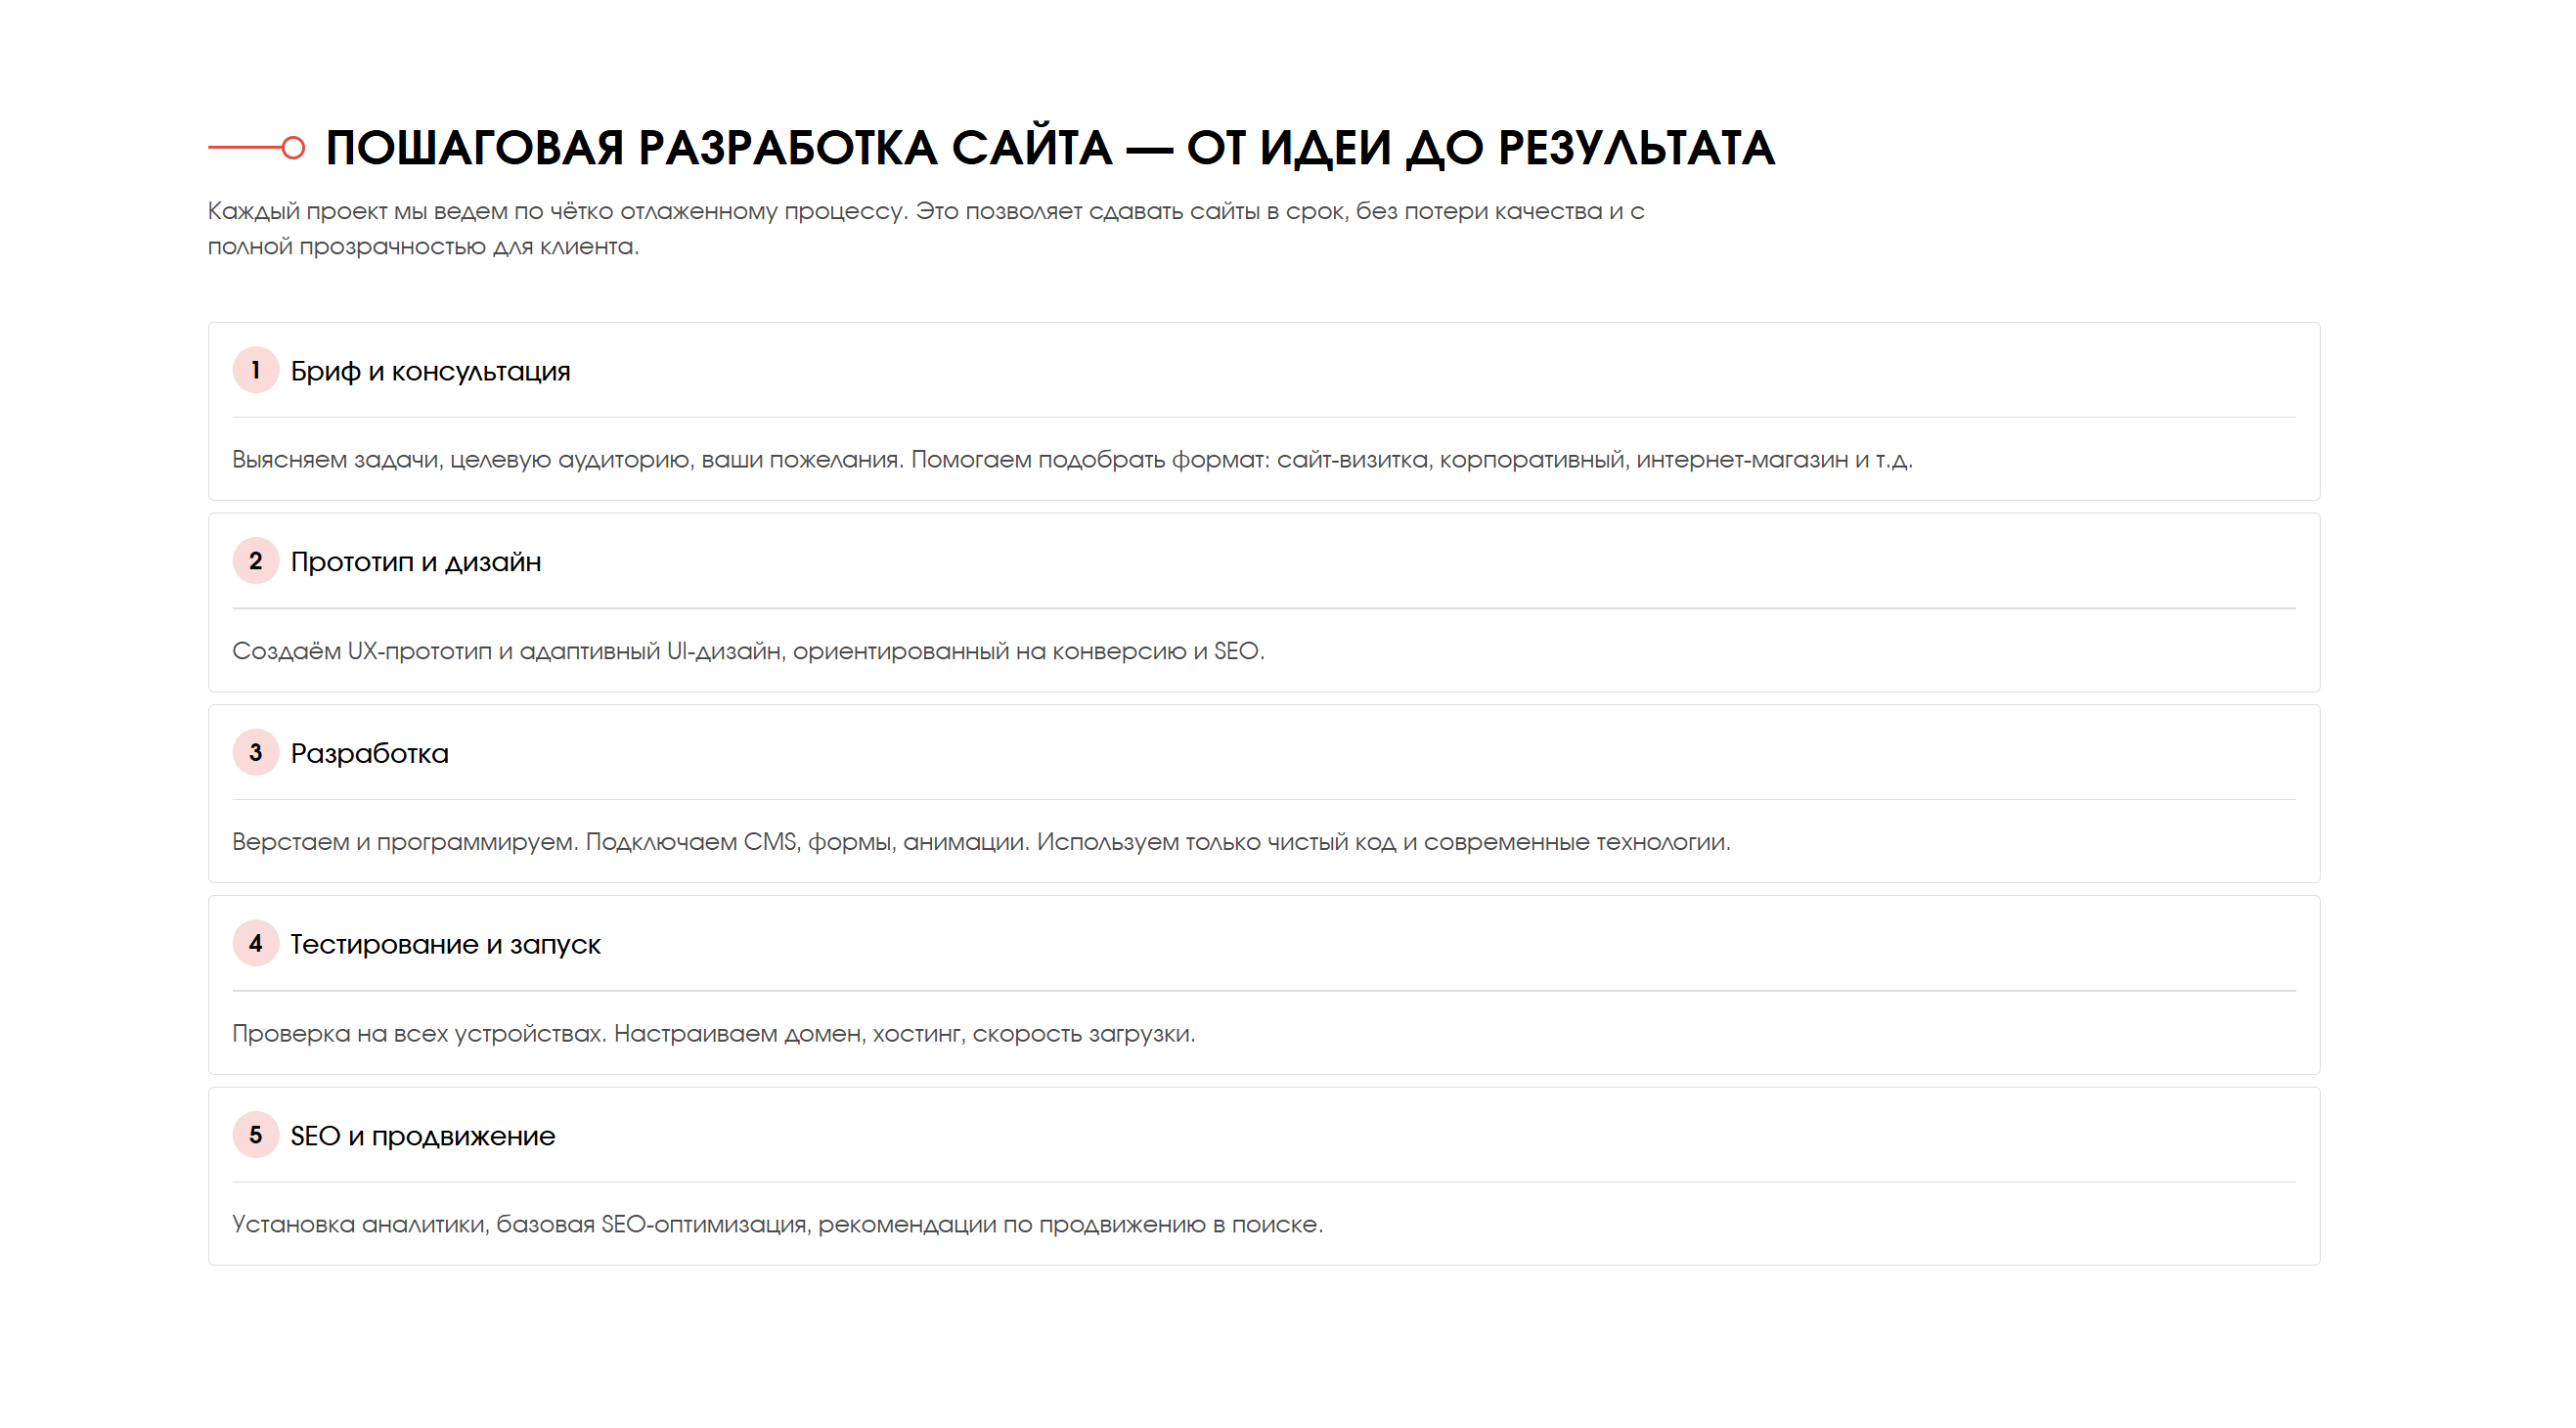 ПОШАГОВАЯ РАЗРАБОТКА САЙТА — ОТ ИДЕИ ДО РЕЗУЛЬТАТА
Каждый проект мы ведем по чётко отлаженному процессу. Это позволяет сдавать сайты в срок, без потери качества и с
полной прозрачностью для клиента.
1 Бриф и консультация
Выясняем задачи, целевую аудиторию, ваши пожелания. Помогаем подобрать формат: сайт-визитка, корпоративный, интернет-магазин и т.д.
2 Прототип и дизайн
Создаём UX-прототип и адаптивный UI-дизайн, ориентированный на конверсию и SEO.
3 Разработка
Верстаем и программируем. Подключаем CMS, формы, анимации. Используем только чистый код и современные технологии.
4 Тестирование и запуск
Проверка на всех устройствах. Настраиваем домен, хостинг, скорость загрузки.
5 SEO и продвижение
Установка аналитики, базовая SEO-оптимизация, рекомендации по продвижению в поиске.